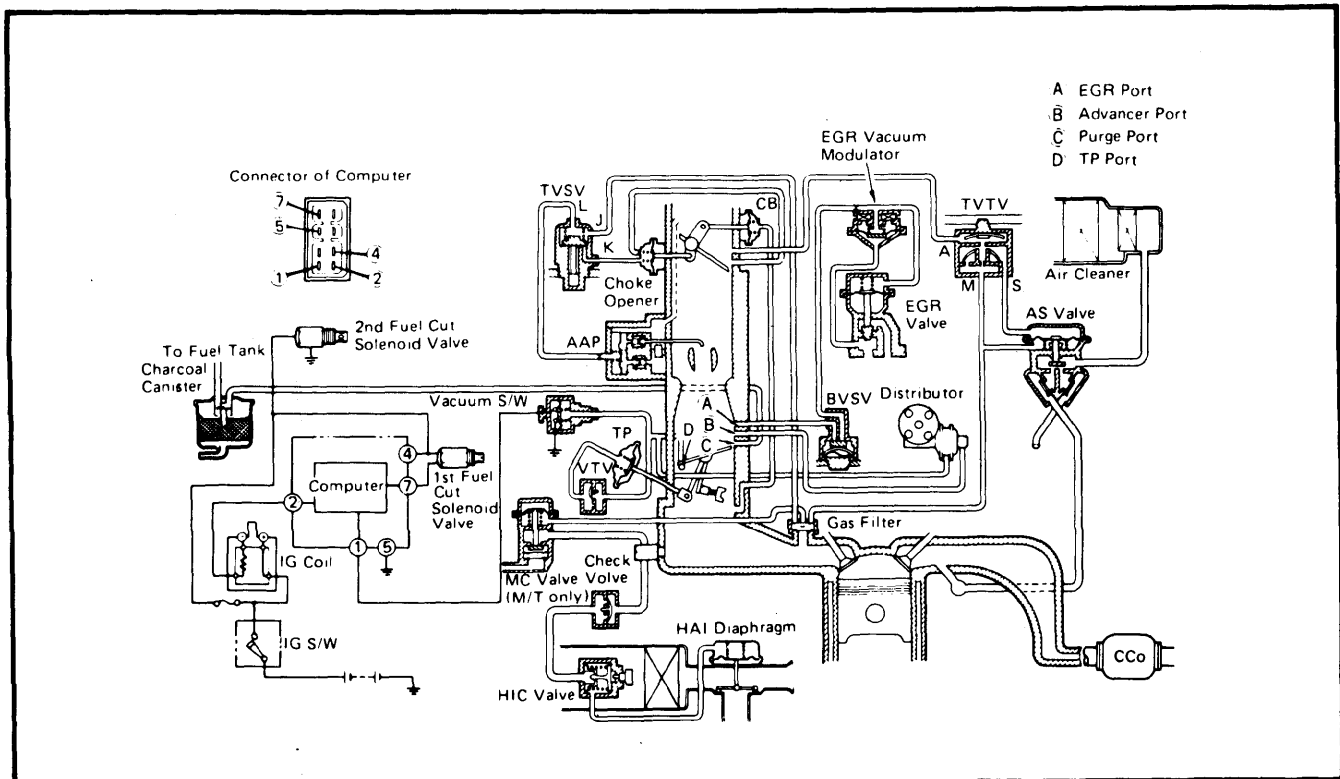 A EGR Port
B Advancer Port
C Purge Port
D TP Port
EGR Vacuum
Modulator
Connector of Computer
7
5
4
1
2
TVSV
L
J
K
CB
TVTV
A
M
S
Air Cleaner
Choke
Opener
EGR
Valve
AS Valve
2nd Fuel Cut
Solenoid Valve
AAP
To Fuel Tank
Charcoal
Canister
Vacuum S/W
A
B
C
D
BVSV
Distributor
TP
VTV
4
Computer
7
2
1st Fuel
Cut
Solenoid
Valve
1
5
IG Coil
Gas Filter
MC Valve
(M/T only)
Check
Volve
IG S/W
HAI Diaphragm
HIC Valve
CCo